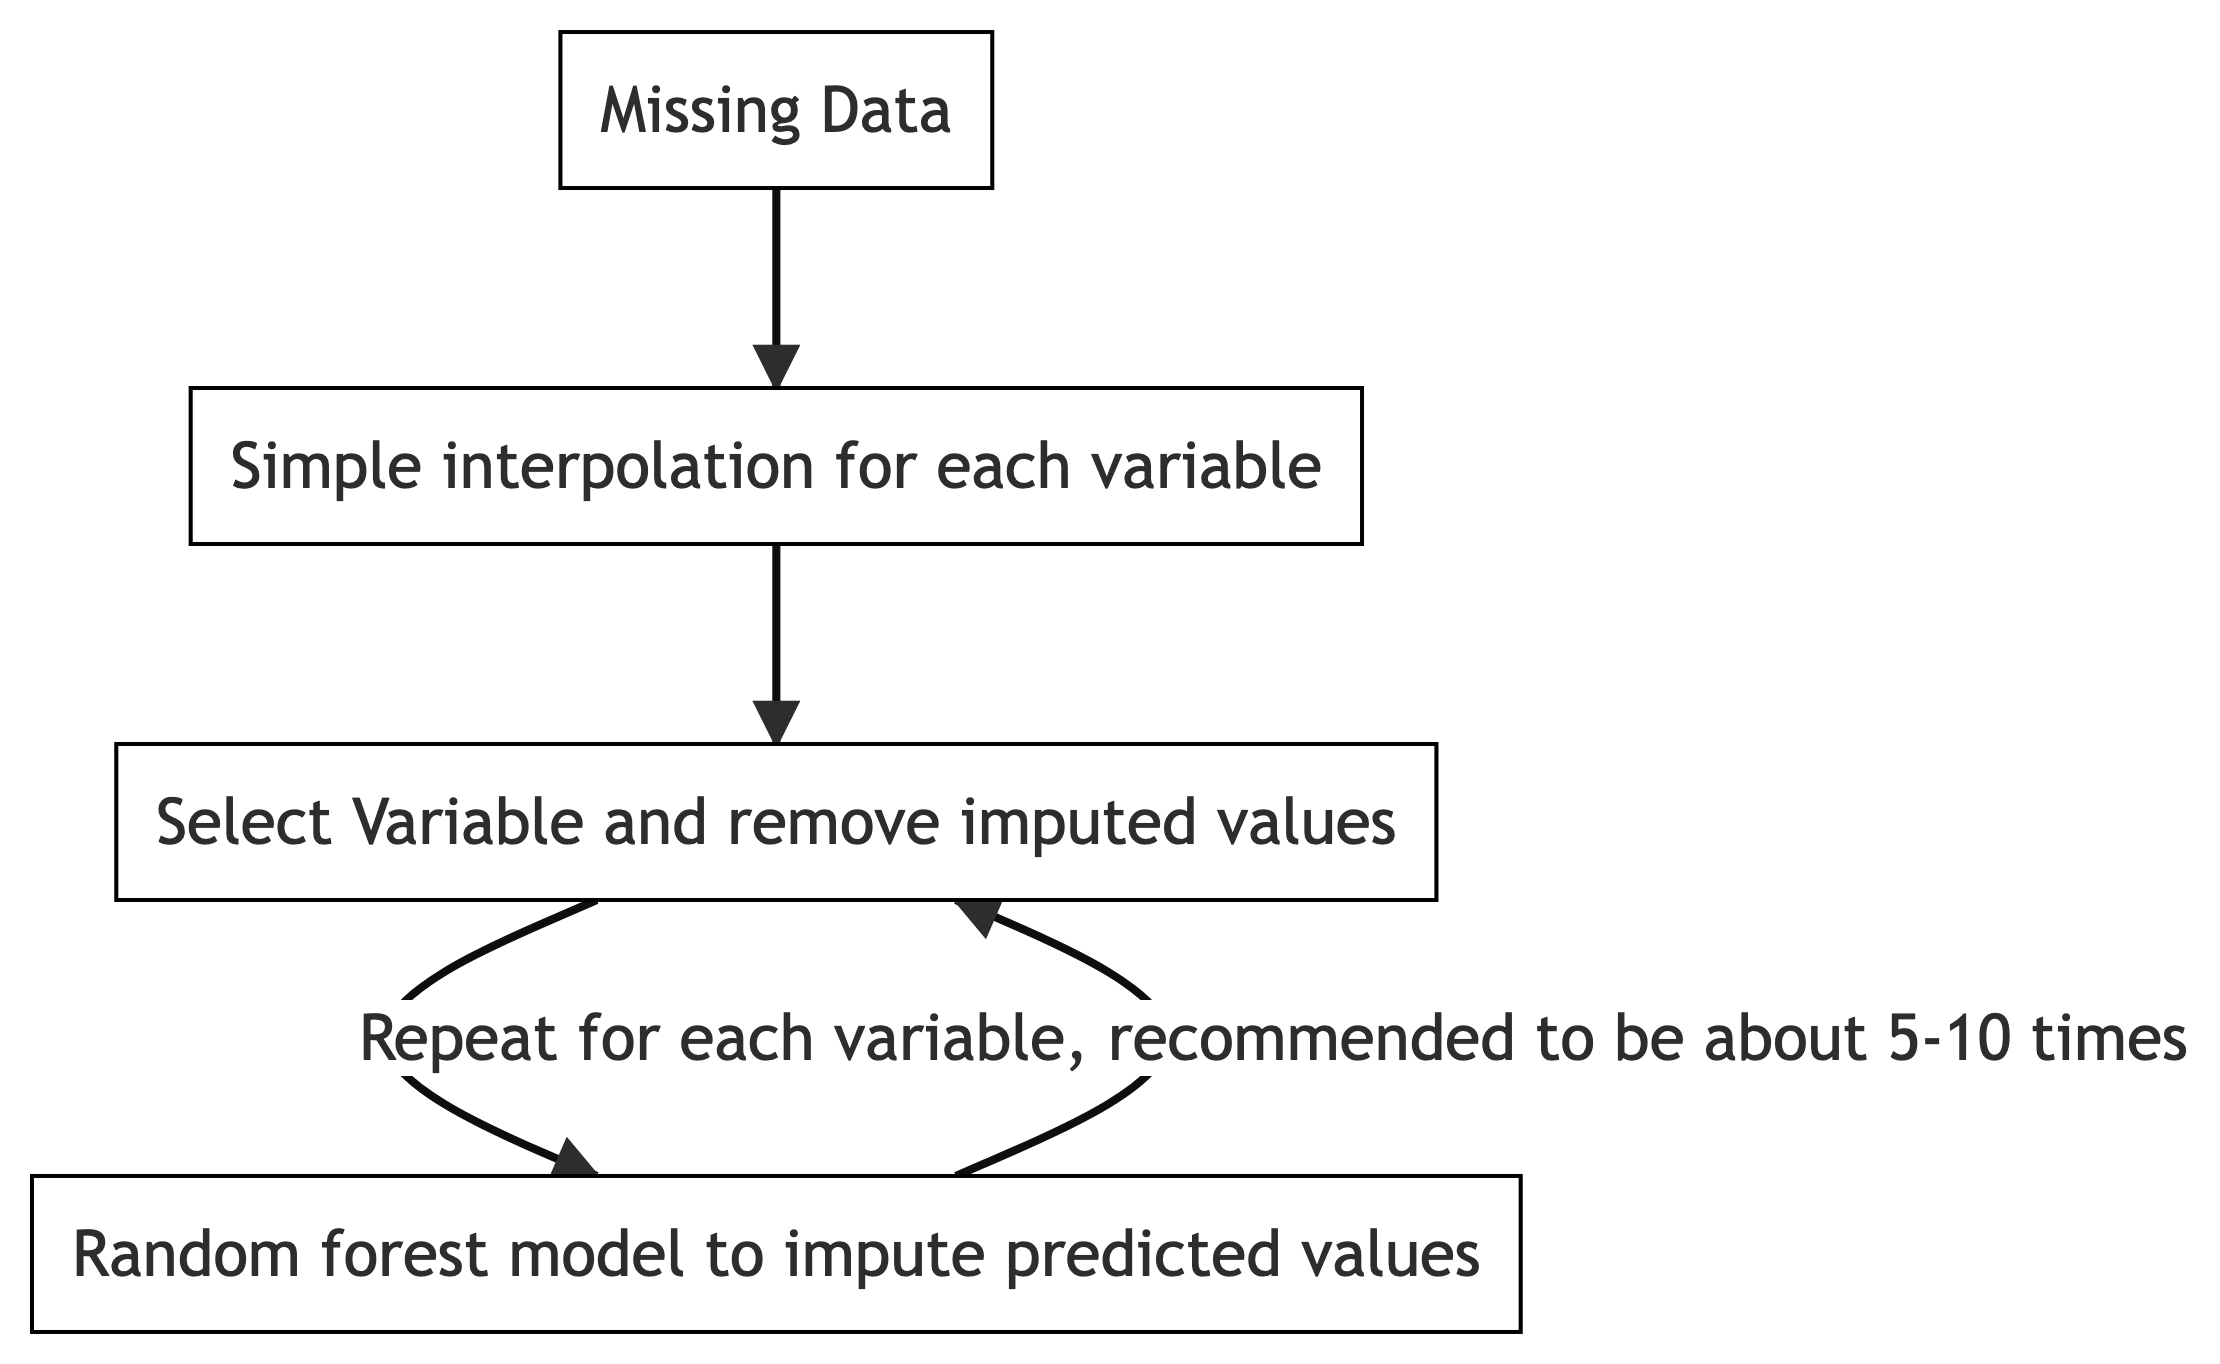 Missing Data
Simple interpolation for each variable
Select Variable and remove imputed values
Repeat for each variable, recommended to be about 5-10 times
Random forest model to impute predicted values